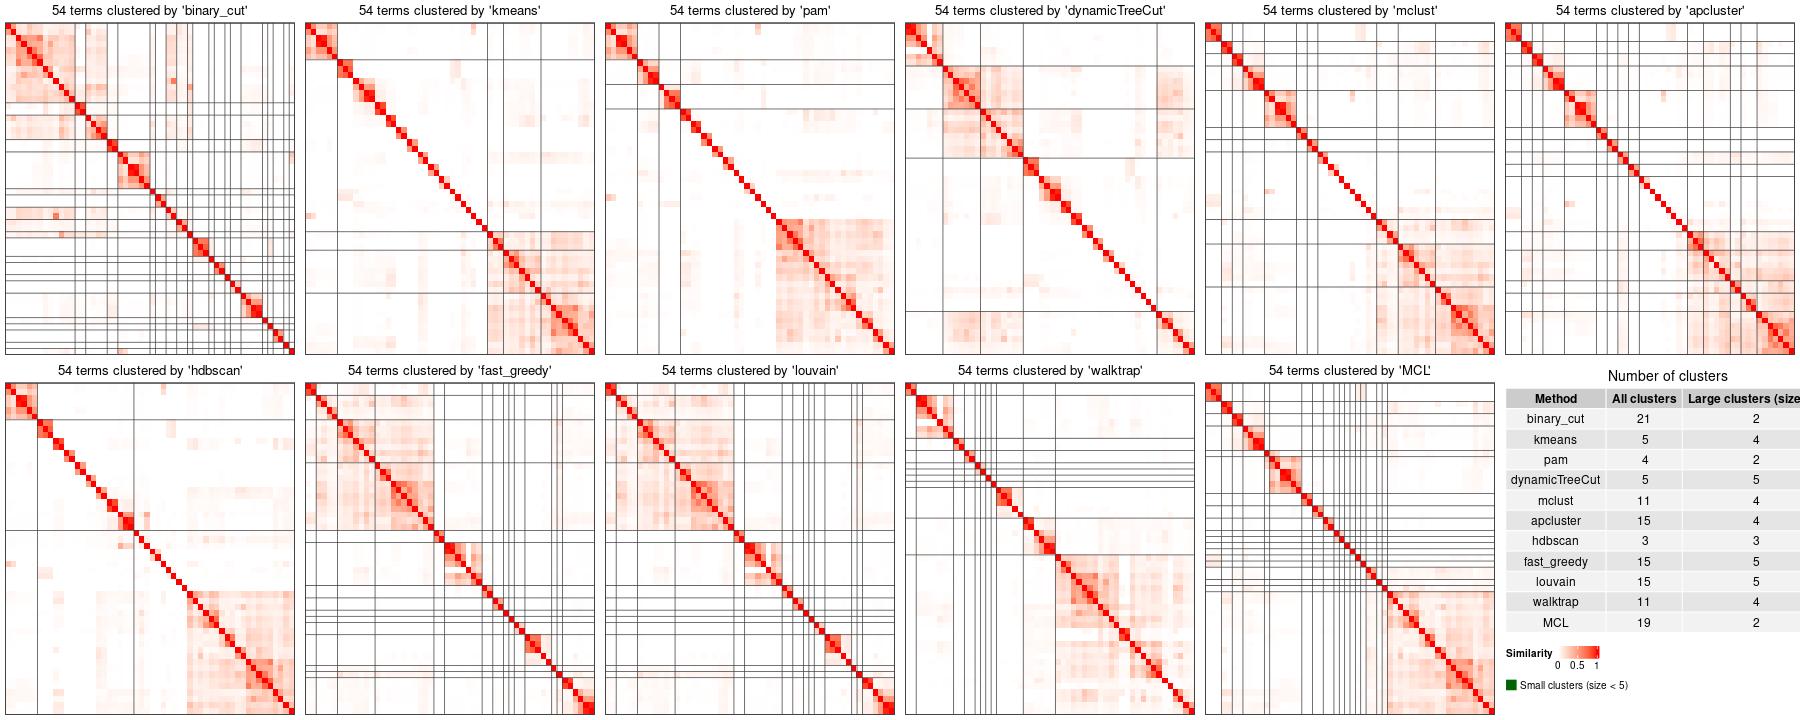 54 terms clustered by 'binary_cut'
54 terms clustered by 'kmeans'
54 terms clustered by 'pam'
54 terms clustered by 'dynamicTreeCut'
54 terms clustered by 'mclust'
54 terms clustered by 'apcluster'
54 terms clustered by 'hdbscan'
54 terms clustered by 'fast_greedy'
54 terms clustered by 'louvain'
54 terms clustered by 'walktrap'
54 terms clustered by 'MCL'
Number of clusters
Method All clusters Large clusters (size
binary_cut 21 2
kmeans 5 4
pam 4 2
dynamicTreeCut 5 5
mclust 11 4
apcluster 15 4
hdbscan 3 3
fast_greedy 15 5
louvain 15 5
walktrap 11 4
MCL 19 2
Similarity
0 0.5 1
Small clusters (size < 5)